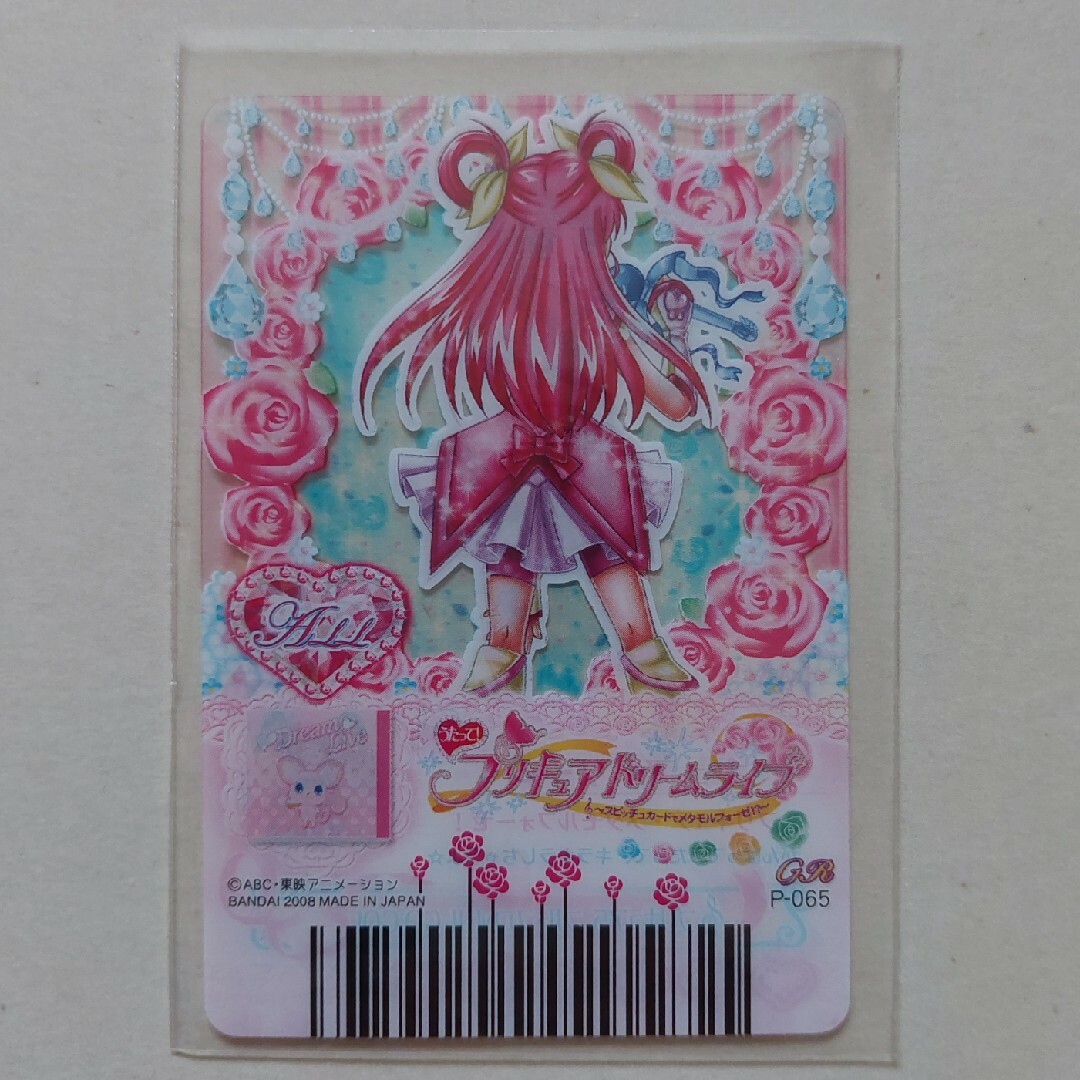 ALL
Dream
Live
うたって!
プリキュアドリームライブ
～スピッチュカードでメタモルフォーゼ!?～
GR
P-065
©ABC・東映アニメーション
BANDAI 2008 MADE IN JAPAN